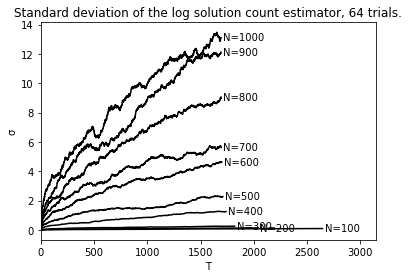 Standard deviation of the log solution count estimator, 64 trials.
14
12
10
8
6
4
2
0
σ
N=1000
N=900
N=800
N=700
N=600
N=500
N=400
N=300
N=200
N=100
0 500 1000 1500 2000 2500 3000
T